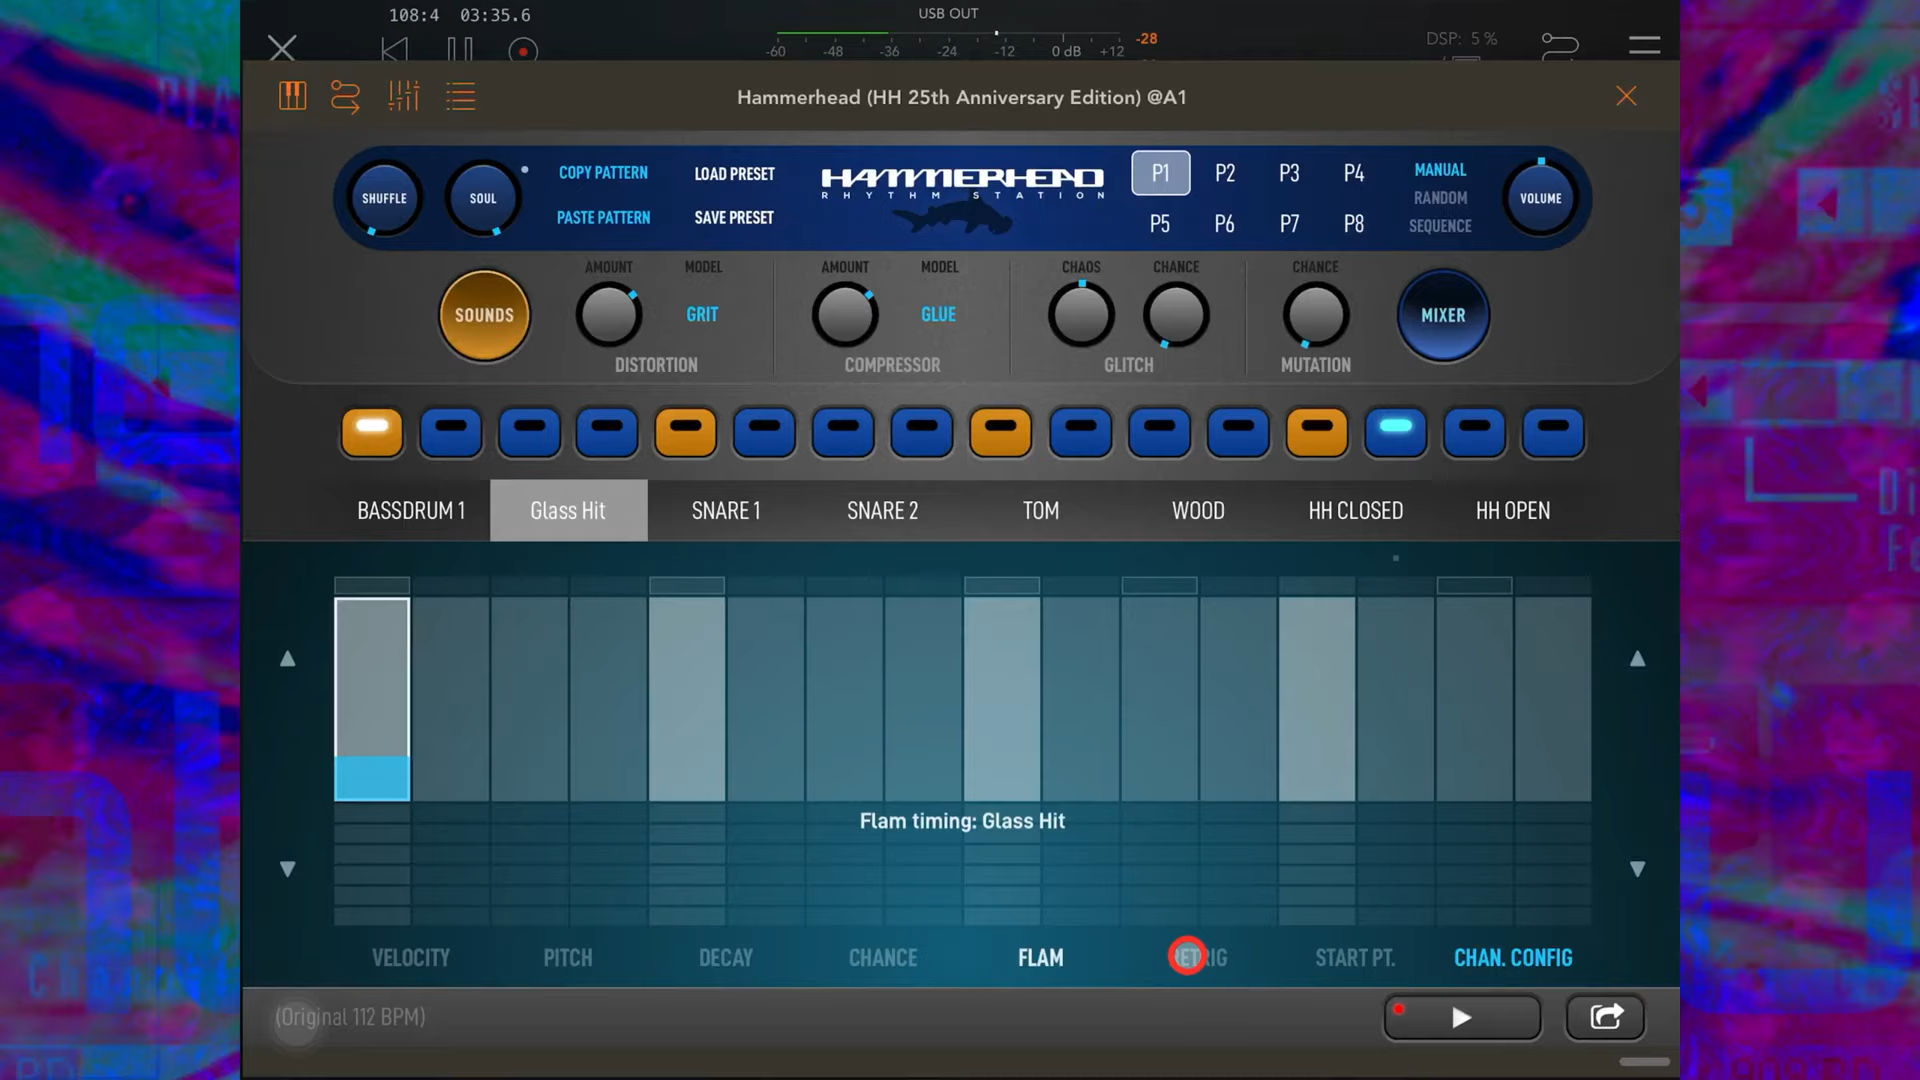 108:4 03:35.6
USB OUT
-60 -48 -36 -24 -12 0 dB +12
-28
DSP: 5 %
Hammerhead (HH 25th Anniversary Edition) @A1
SHUFFLE
SOUL
COPY PATTERN
PASTE PATTERN
LOAD PRESET
SAVE PRESET
HAMMERHEAD
RHYTHM STATION
P1 P2 P3 P4
P5 P6 P7 P8
MANUAL
RANDOM
SEQUENCE
VOLUME
SOUNDS
AMOUNT MODEL
GRIT
DISTORTION
AMOUNT MODEL
GLUE
COMPRESSOR
CHAOS CHANCE
GLITCH
CHANCE
MUTATION
MIXER
BASSDRUM 1 Glass Hit SNARE 1 SNARE 2 TOM WOOD HH CLOSED HH OPEN
Flam timing: Glass Hit
VELOCITY PITCH DECAY CHANCE FLAM RETRIG START PT. CHAN. CONFIG
(Original 112 BPM)